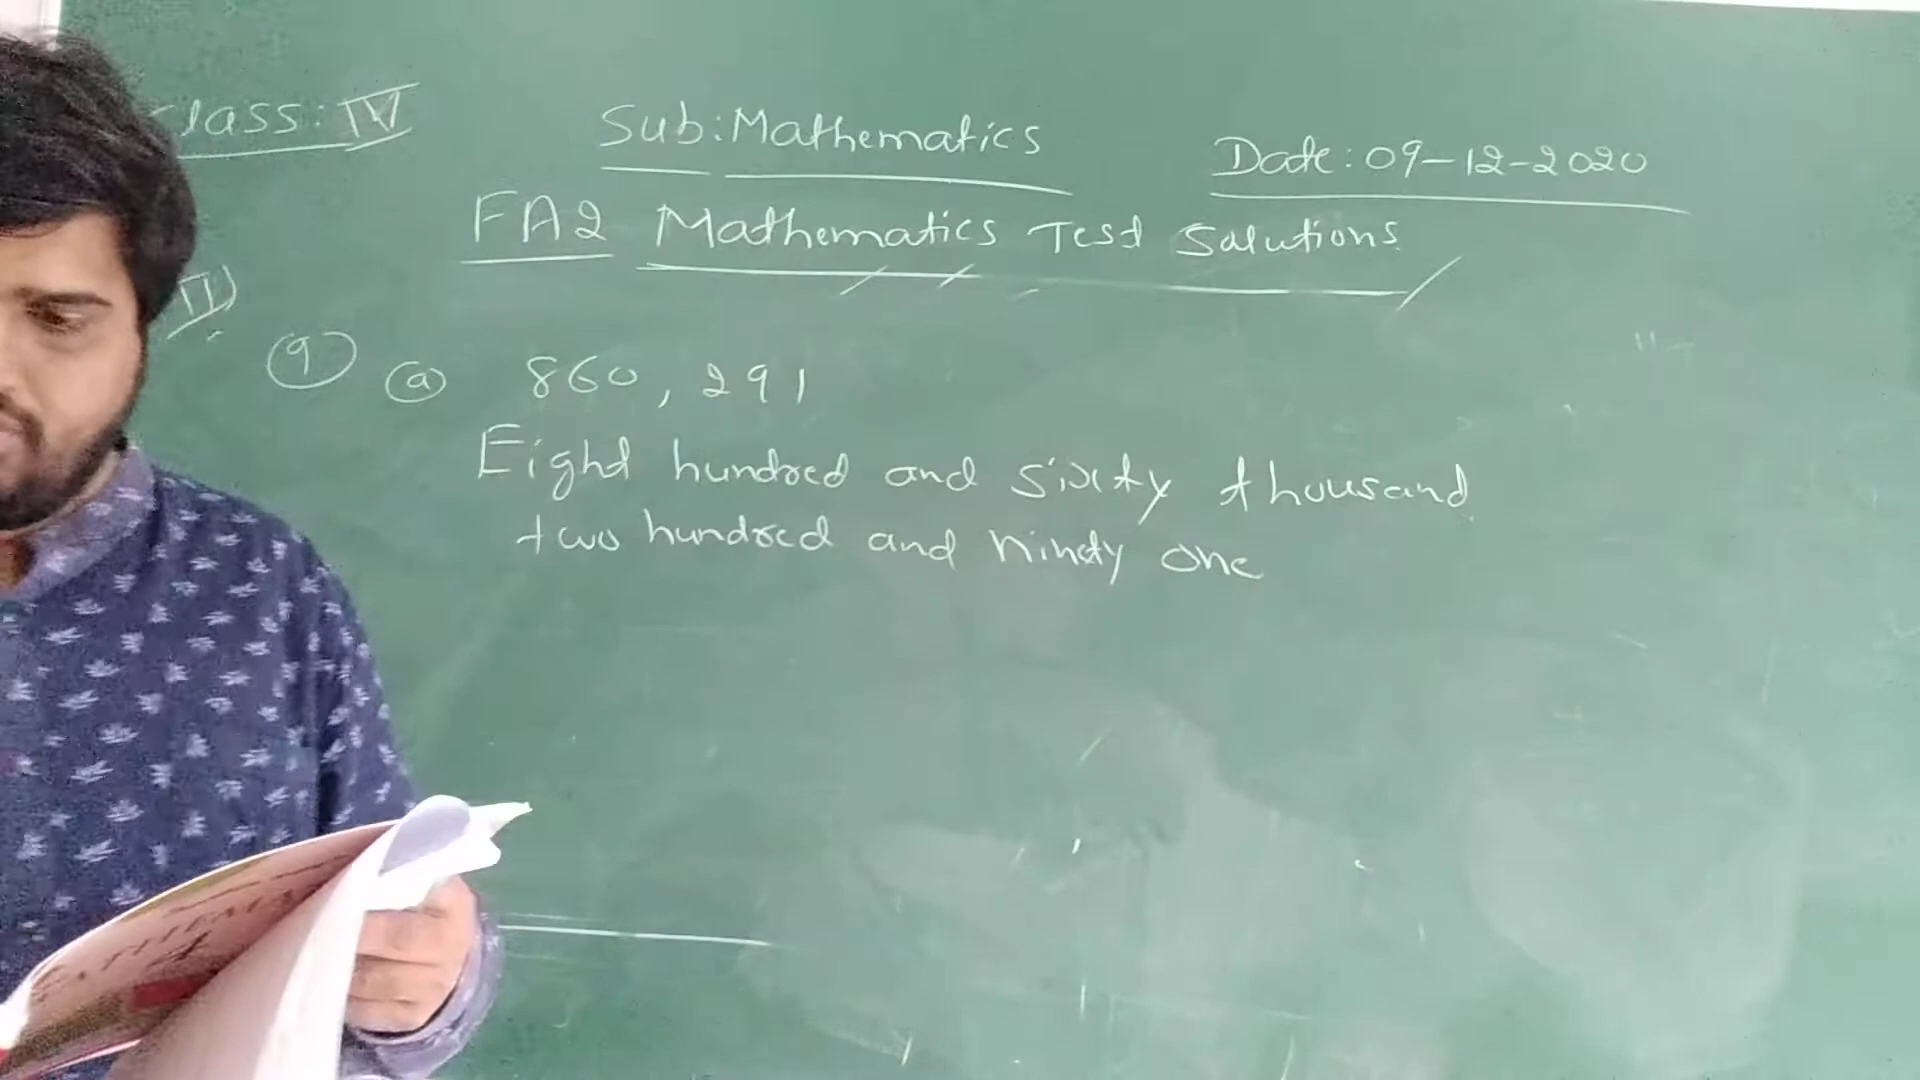 Class: IV
Sub: Mathematics
Date: 09-12-2020
FA2 Mathematics Test Solutions
II)
9 a 860, 291
Eight hundred and sixty thousand
two hundred and ninety one